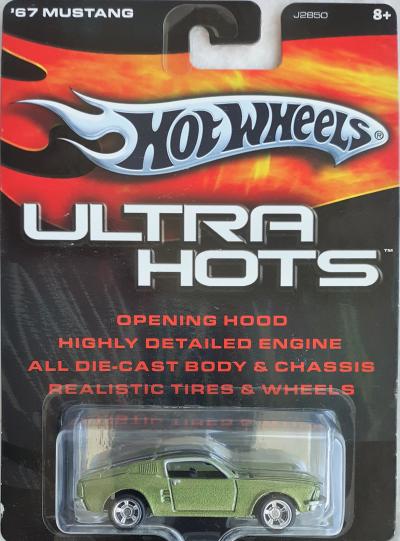 '67 MUSTANG
J2850
8+
HOT WHEELS®
ULTRA
HOTS™
OPENING HOOD
HIGHLY DETAILED ENGINE
ALL DIE-CAST BODY & CHASSIS
REALISTIC TIRES & WHEELS